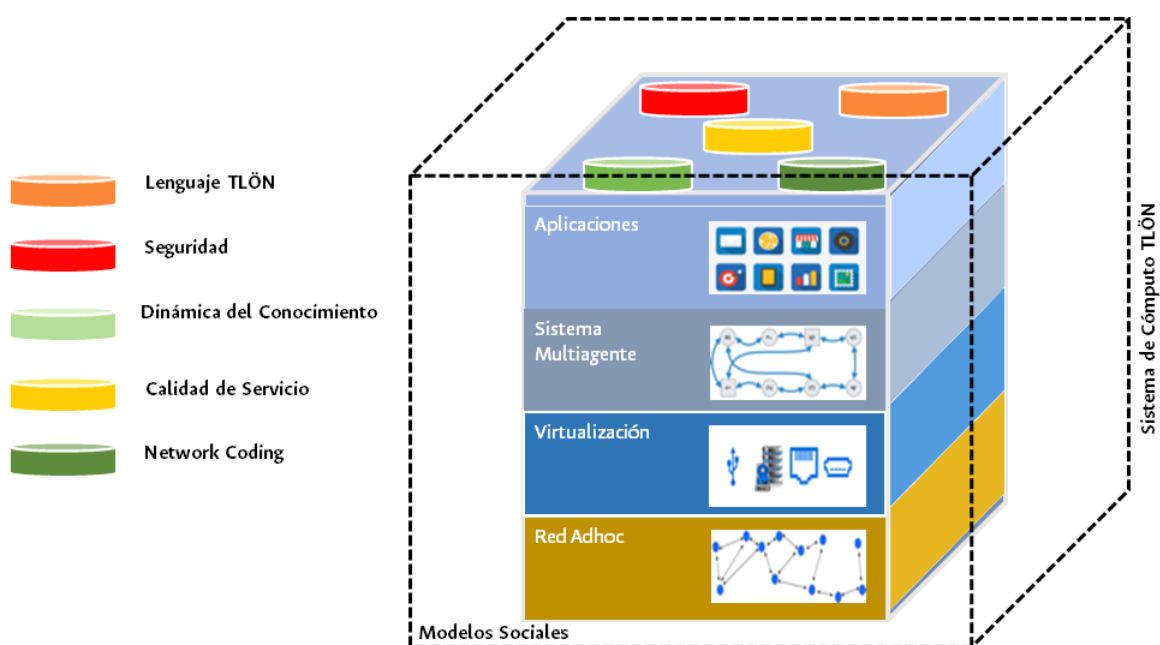 Lenguaje TLÖN
Seguridad
Dinámica del Conocimiento
Calidad de Servicio
Network Coding
Aplicaciones
Sistema
Multiagente
Virtualización
Red Adhoc
Modelos Sociales
Sistema de Cómputo TLÖN